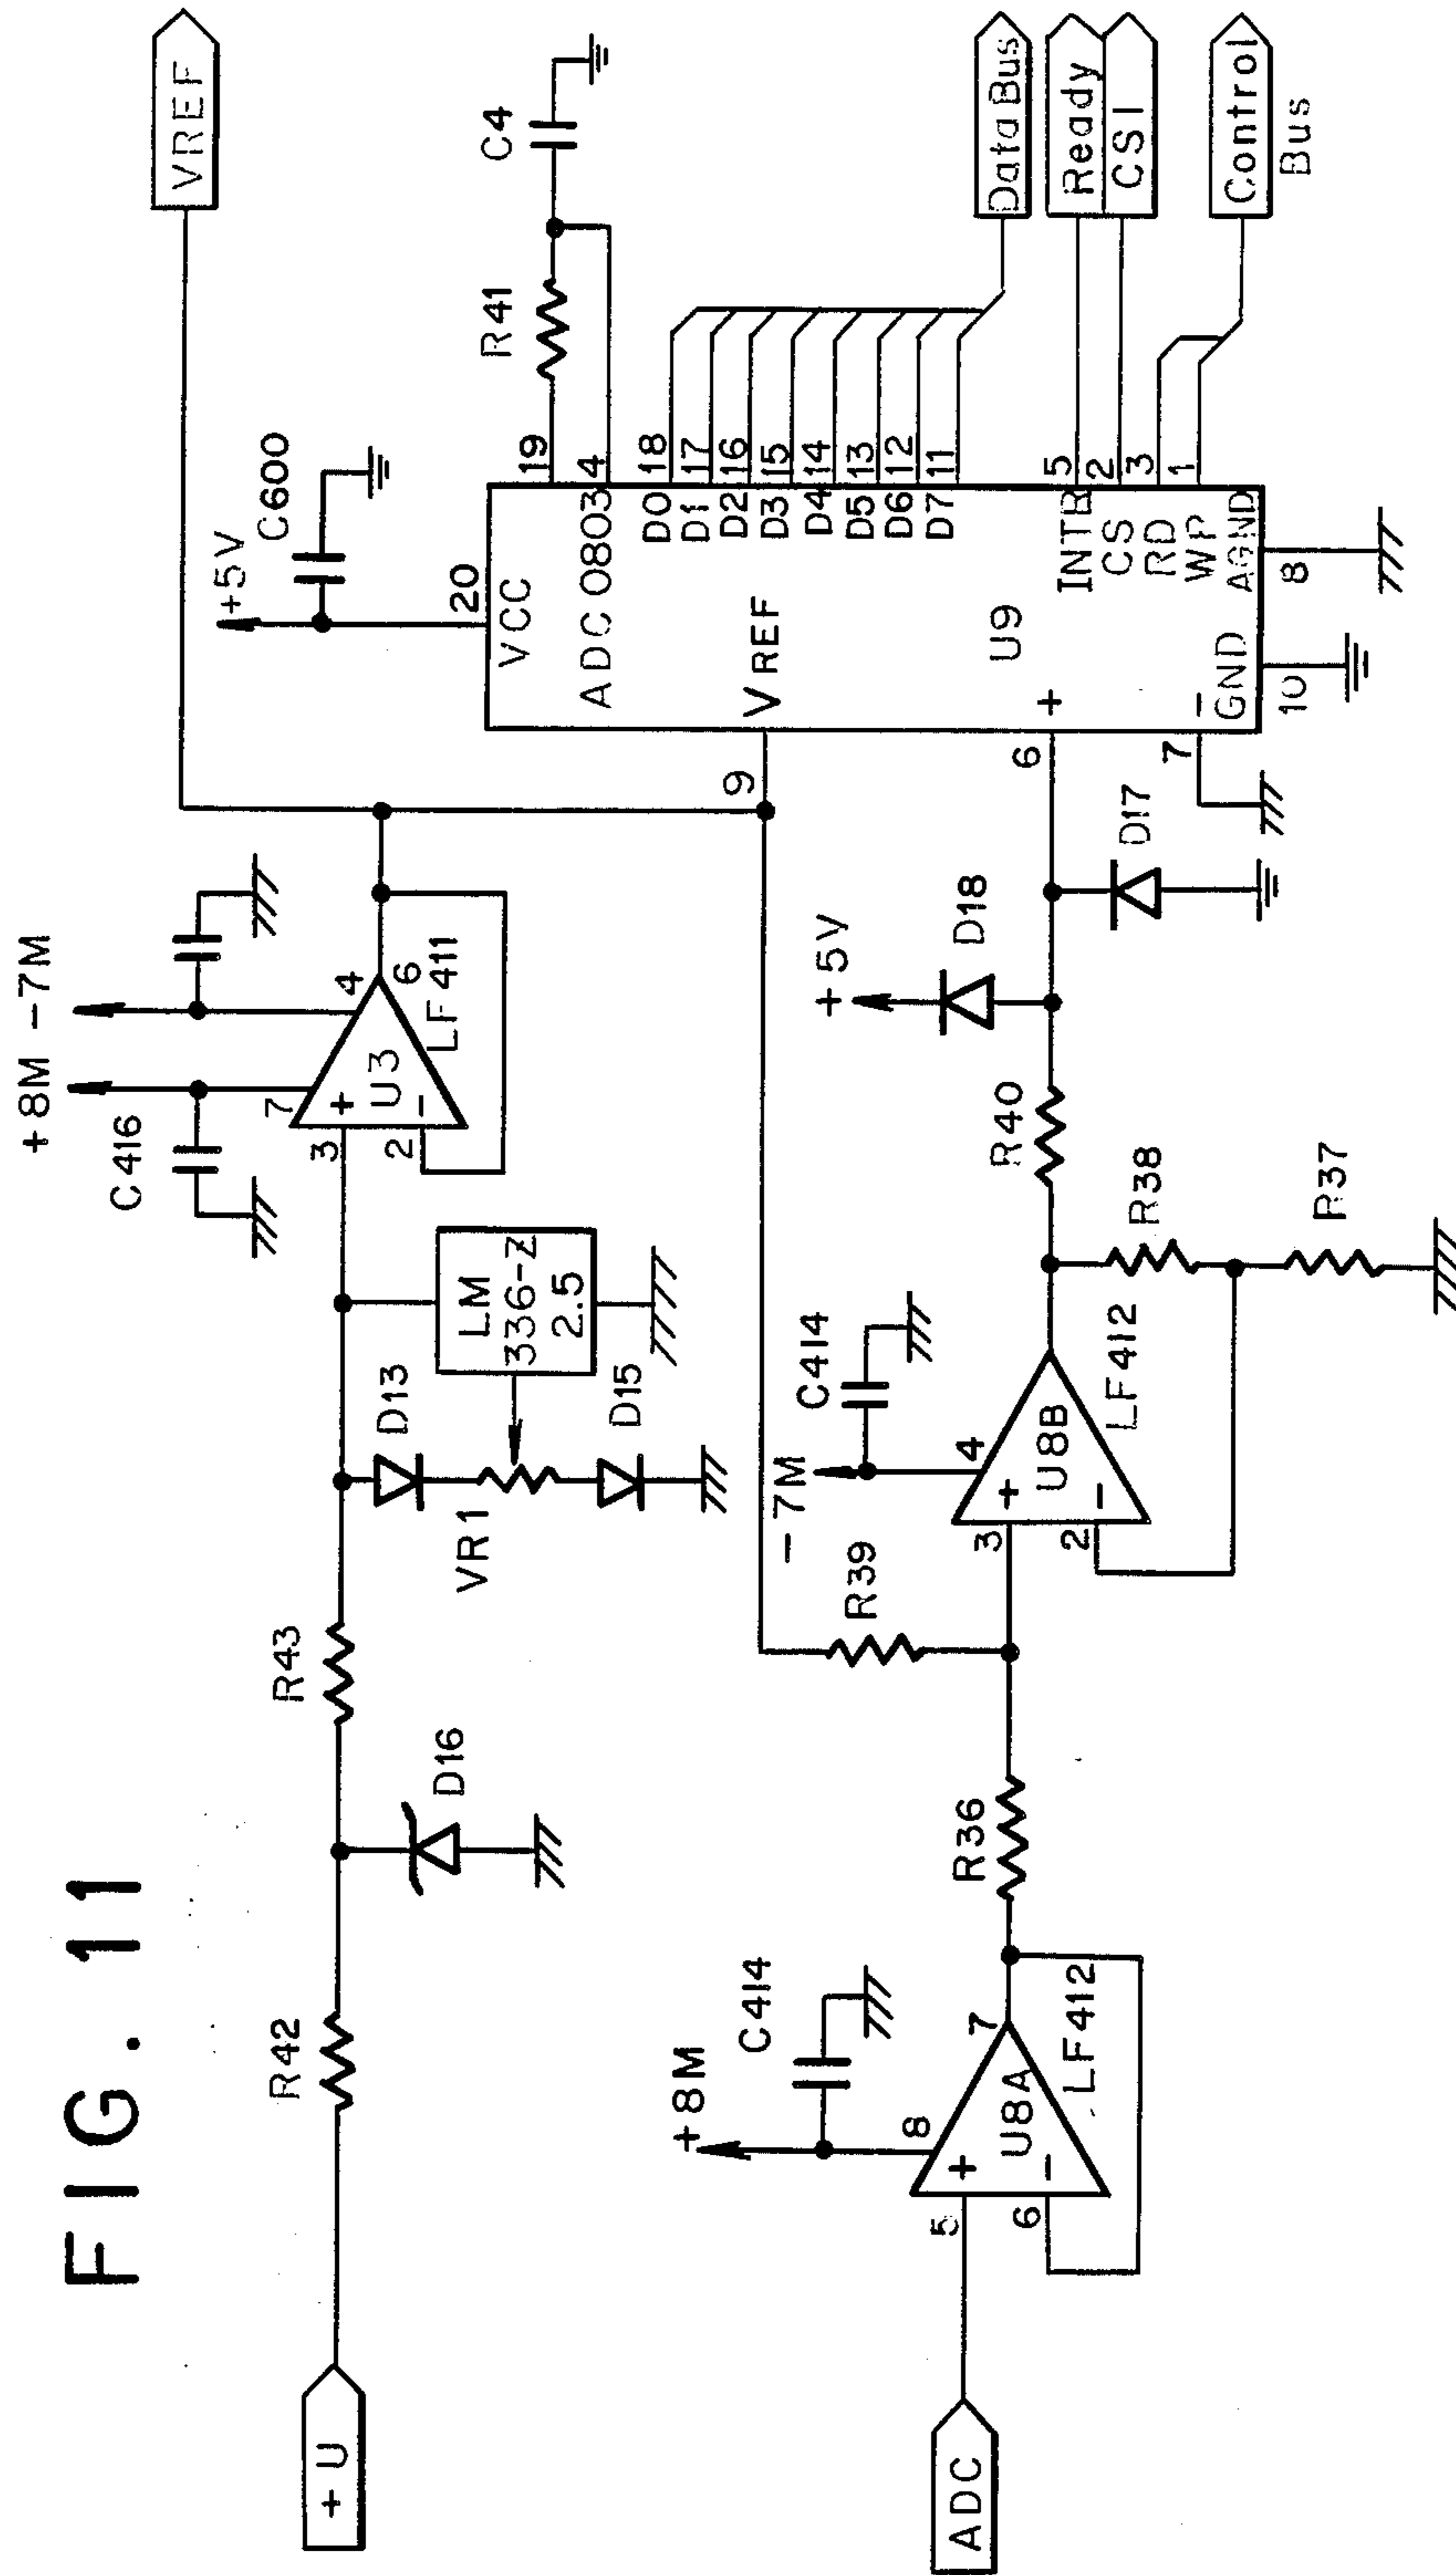 FIG. 11
+U
R42
D16
R43
VR1
D13
D15
LM
336-Z
2.5
+8M
-7M
C416
7
3
+
U3
2
-
4
6
LF411
VREF
ADC
+8M
C414
8
5
+
U8A
6
-
7
LF412
R36
R39
-7M
C414
4
3
+
U8B
2
-
LF412
R38
R37
R40
+5V
D18
D17
+5V
C600
20
VCC
ADC0803
9
VREF
U9
6
+
7
-
GND
10
AGND
8
19
4
R41
C4
D0
18
D1
17
D2
16
D3
15
D4
14
D5
13
D6
12
D7
11
INTR
5
CS
2
RD
3
WP
1
Data Bus
Ready
CS1
Control
Bus